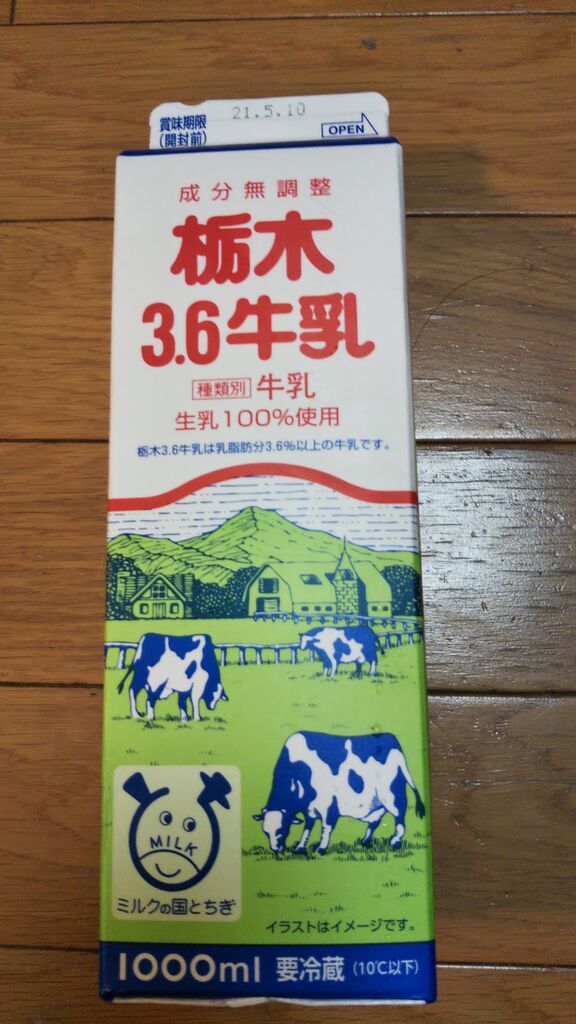 賞味期限
(開封前)
21.5.10
OPEN
成分無調整
栃木
3.6牛乳
種類別 牛乳
生乳100%使用
栃木3.6牛乳は乳脂肪分3.6%以上の牛乳です。
MILK
ミルクの国とちぎ
イラストはイメージです。
1000ml 要冷蔵 (10℃以下)